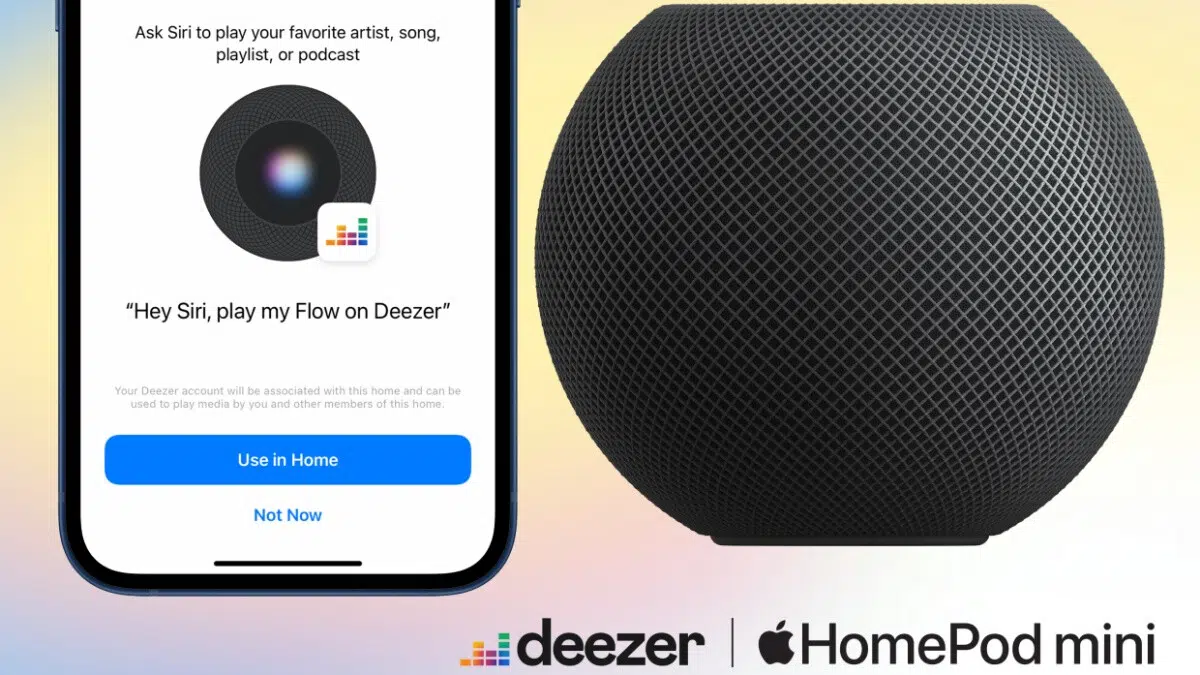 Ask Siri to play your favorite artist, song,
playlist, or podcast
“Hey Siri, play my Flow on Deezer”
Your Deezer account will be associated with this home and can be
used to play media by you and other members of this home.
Use in Home
Not Now
deezer | HomePod mini